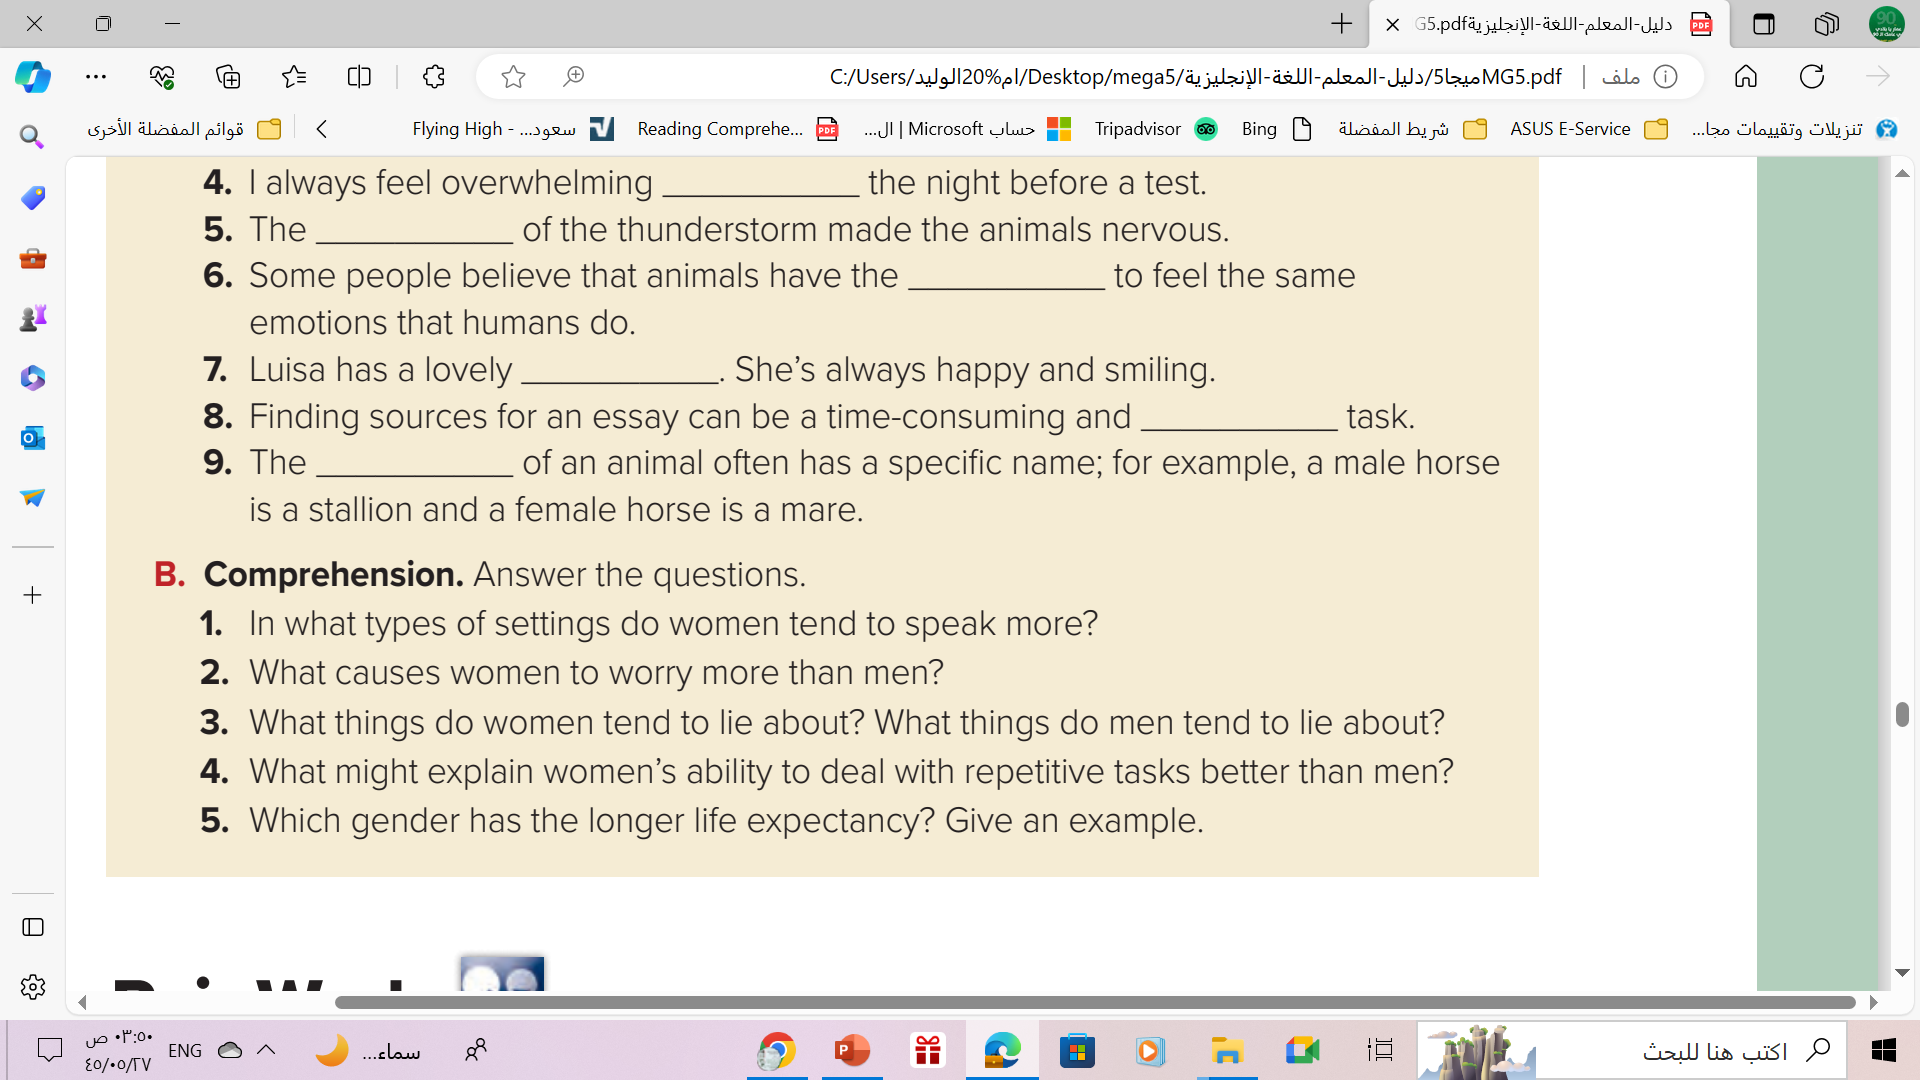 دليل-المعلم-اللغة-الإنجليزيةG5.pdf
C:/Users/ام%20الوليد/Desktop/mega5/ميجا5/دليل-المعلم-اللغة-الإنجليزيةMG5.pdf
ملف
قوائم المفضلة الأخرى
Flying High - ...سعود
Reading Comprehe...
حساب Microsoft | ال...
Tripadvisor
Bing
شريط المفضلة
ASUS E-Service
تنزيلات وتقييمات مجا...
4. I always feel overwhelming ____________ the night before a test.
5. The ____________ of the thunderstorm made the animals nervous.
6. Some people believe that animals have the ____________ to feel the same
emotions that humans do.
7. Luisa has a lovely ____________. She’s always happy and smiling.
8. Finding sources for an essay can be a time-consuming and ____________ task.
9. The ____________ of an animal often has a specific name; for example, a male horse
is a stallion and a female horse is a mare.
B. Comprehension. Answer the questions.
1. In what types of settings do women tend to speak more?
2. What causes women to worry more than men?
3. What things do women tend to lie about? What things do men tend to lie about?
4. What might explain women’s ability to deal with repetitive tasks better than men?
5. Which gender has the longer life expectancy? Give an example.
٠٣:٥٠ ص
٤٥/٠٥/٢٧
ENG
سماء...
اكتب هنا للبحث